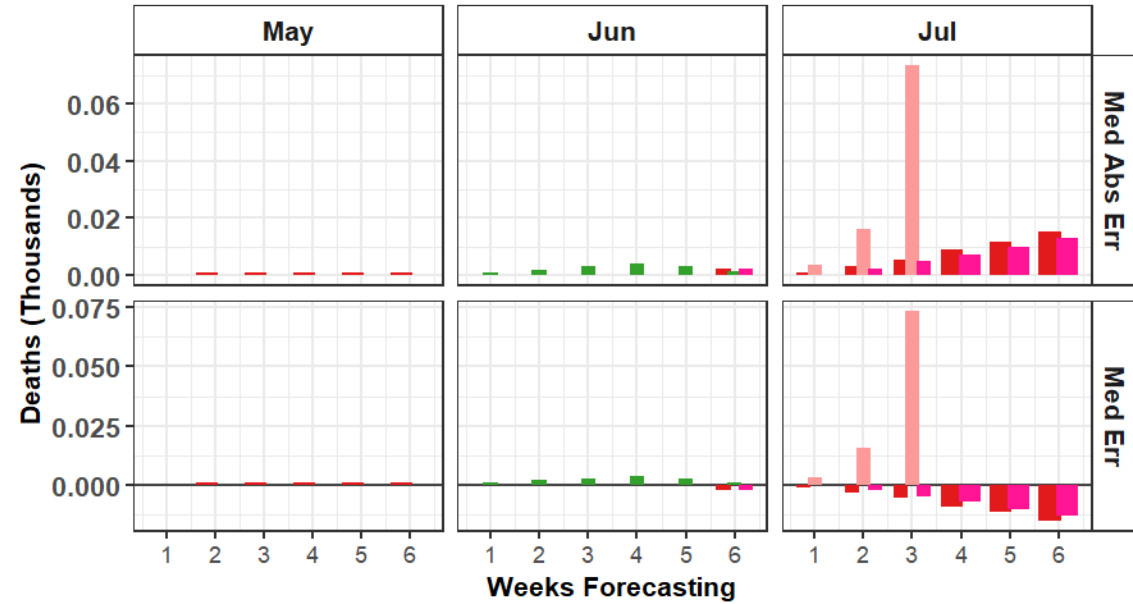 May Jun Jul
0.06
0.04
0.02
0.00
Med Abs Err
0.075
0.050
0.025
0.000
Med Err
Deaths (Thousands)
1 2 3 4 5 6 1 2 3 4 5 6 1 2 3 4 5 6
Weeks Forecasting